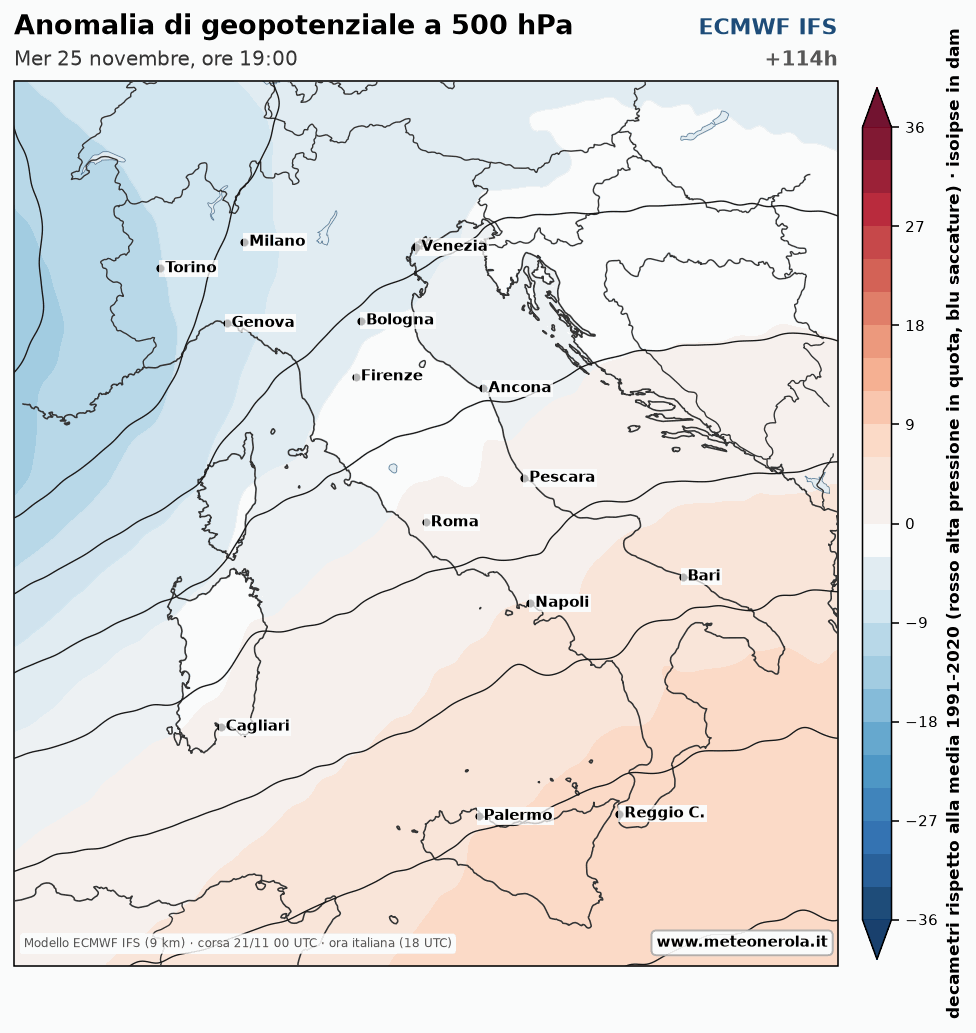 Anomalia di geopotenziale a 500 hPa
ECMWF IFS
Mer 25 novembre, ore 19:00
+114h
Milano
Venezia
Torino
Genova
Bologna
Firenze
Ancona
Pescara
Roma
Bari
Napoli
Cagliari
Palermo
Reggio C.
Modello ECMWF IFS (9 km) · corsa 21/11 00 UTC · ora italiana (18 UTC)
www.meteonerola.it
36
27
18
9
0
−9
−18
−27
−36
decametri rispetto alla media 1991-2020 (rosso alta pressione in quota, blu saccature) · isoipse in dam